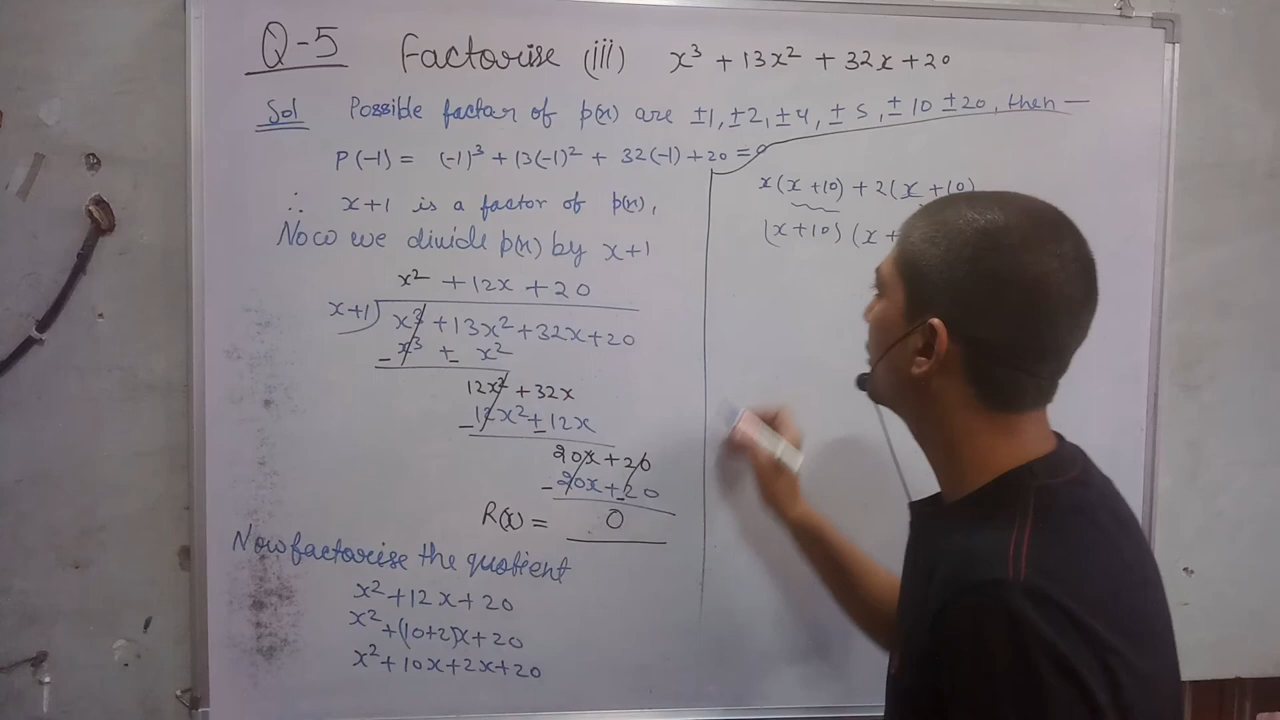 Q-5 Factorise (iii) x³ + 13x² + 32x + 20
Sol Possible factor of p(x) are ±1, ±2, ±4, ±5, ±10 ±20, then —
P(-1) = (-1)³ + 13(-1)² + 32(-1) + 20 = 0
∴ x+1 is a factor of p(x),
Now we divide p(x) by x+1
x² + 12x + 20
x+1) x³ + 13x² + 32x + 20
- x³ +- x²
12x² + 32x
- 12x² +- 12x
20x + 20
- 20x +- 20
R(x) = 0
Now factorise the quotient
x² + 12x + 20
x² + (10+2)x + 20
x² + 10x + 2x + 20
x(x+10) + 2(x+10)
(x+10) (x+